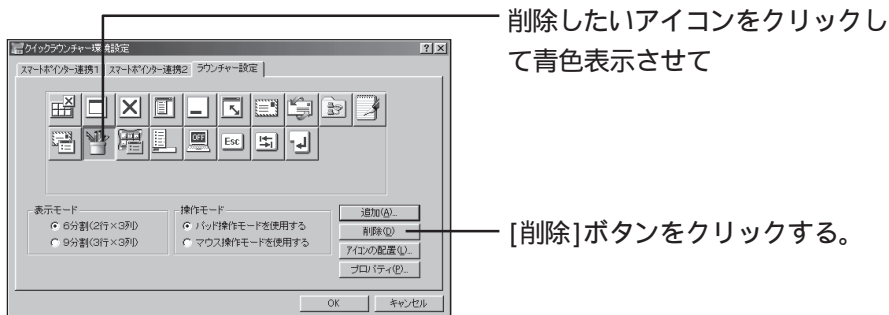 削除したいアイコンをクリックし
て青色表示させて
クイックラウンチャー環境設定
スマートポインター連携1 スマートポインター連携2 ラウンチャー設定
OFF Esc
表示モード
6分割(2行×3列)
9分割(3行×3列)
操作モード
パッド操作モードを使用する
マウス操作モードを使用する
追加(A)...
削除(D)
アイコンの配置(L)...
プロパティ(P)...
[削除]ボタンをクリックする。
OK キャンセル